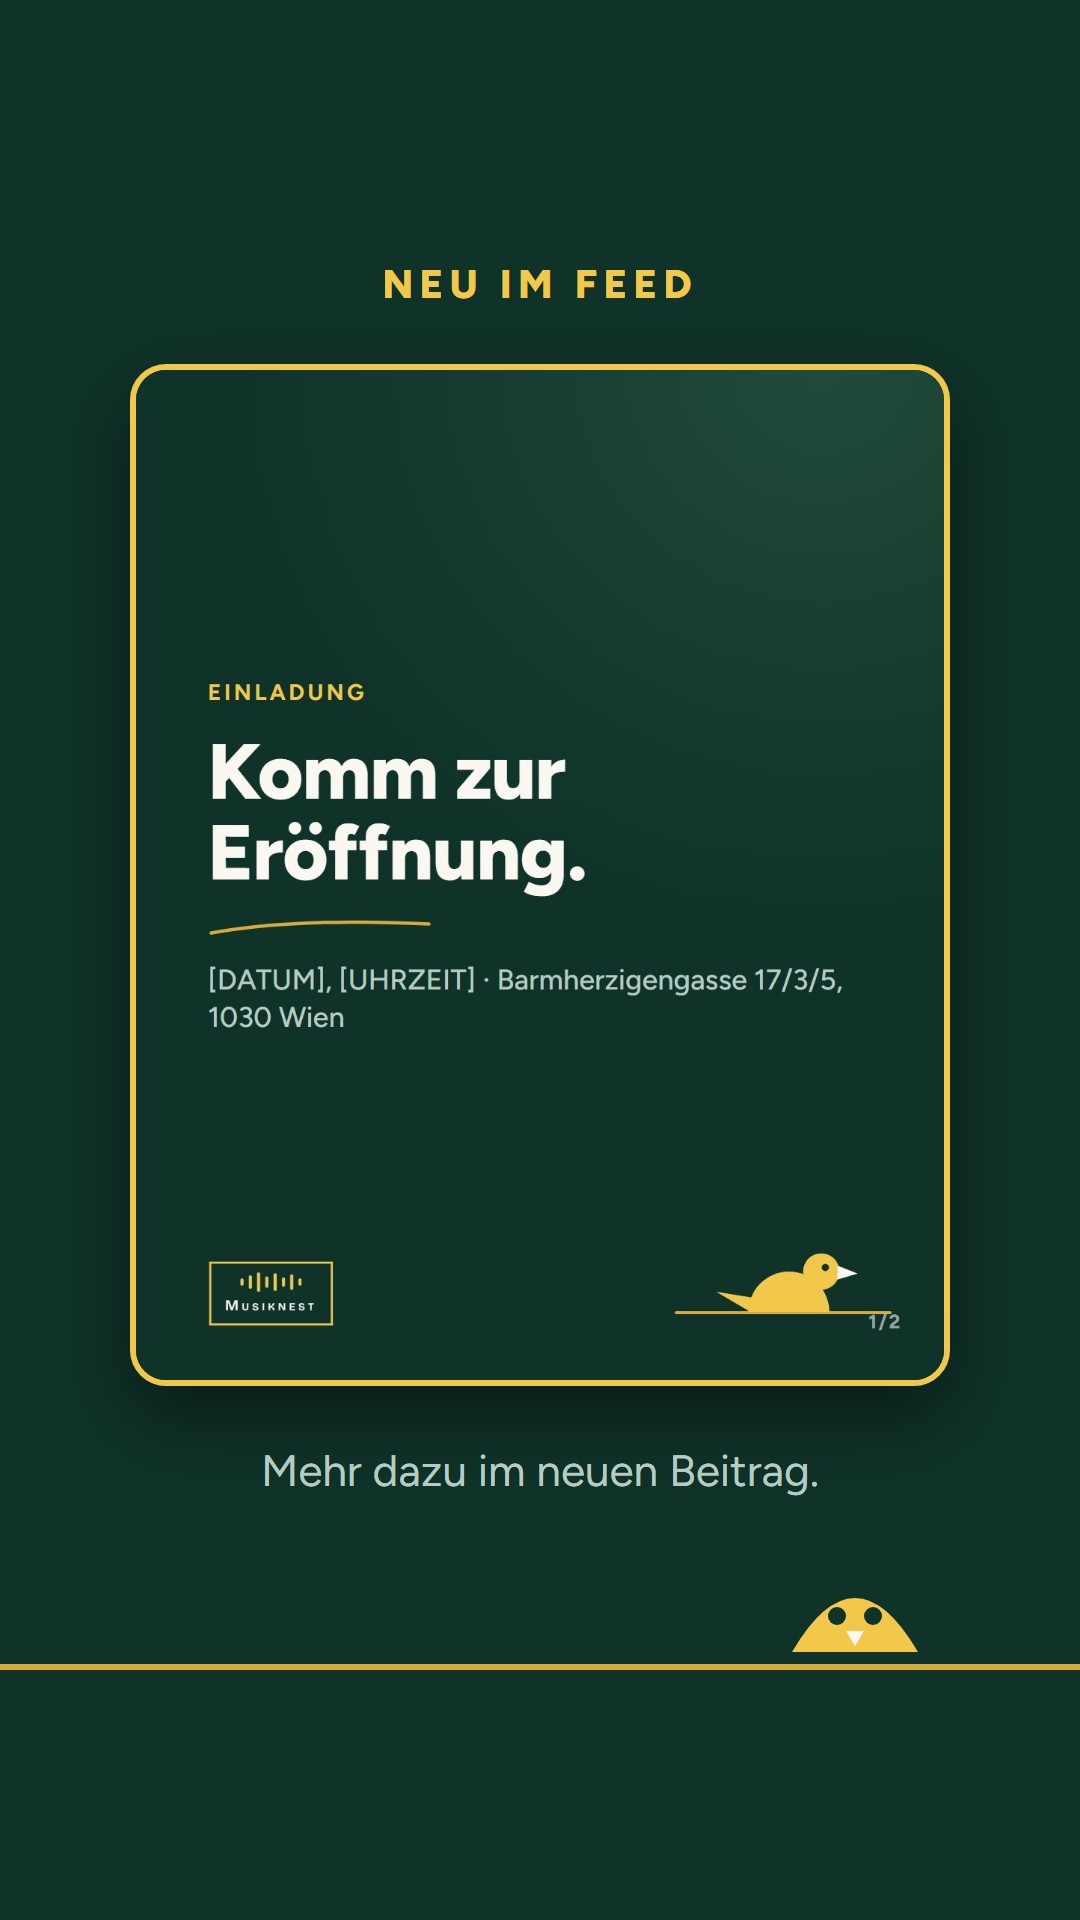 NEU IM FEED
EINLADUNG
Komm zur
Eröffnung.
[DATUM], [UHRZEIT] · Barmherzigengasse 17/3/5,
1030 Wien
MUSIKNEST
1/2
Mehr dazu im neuen Beitrag.